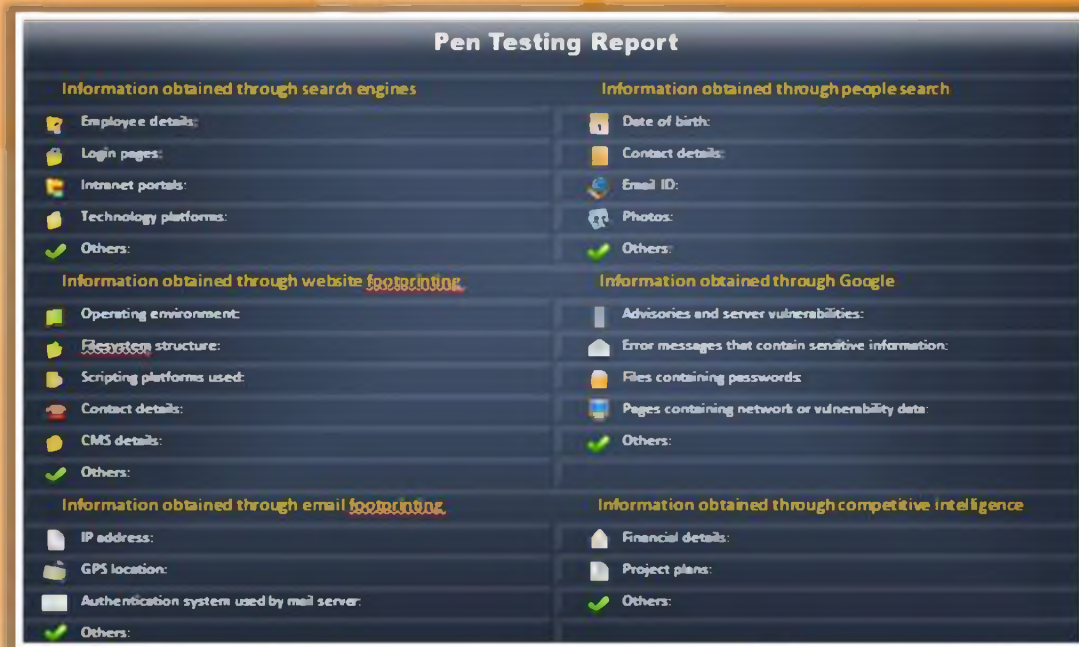 Pen Testing Report
Information obtained through search engines
Employee details:
Login pages:
Intranet portals:
Technology platforms:
Others:
Information obtained through website footprinting
Operating environment:
Filesystem structure:
Scripting platforms used:
Contact details:
CMS details:
Others:
Information obtained through email footprinting
IP address:
GPS location:
Authentication system used by mail server:
Others:
Information obtained through people search
Date of birth:
Contact details:
Email ID:
Photos:
Others:
Information obtained through Google
Advisories and server vulnerabilities:
Error messages that contain sensitive information:
Files containing passwords:
Pages containing network or vulnerability data:
Others:
Information obtained through competitive intelligence
Financial details:
Project plans:
Others: